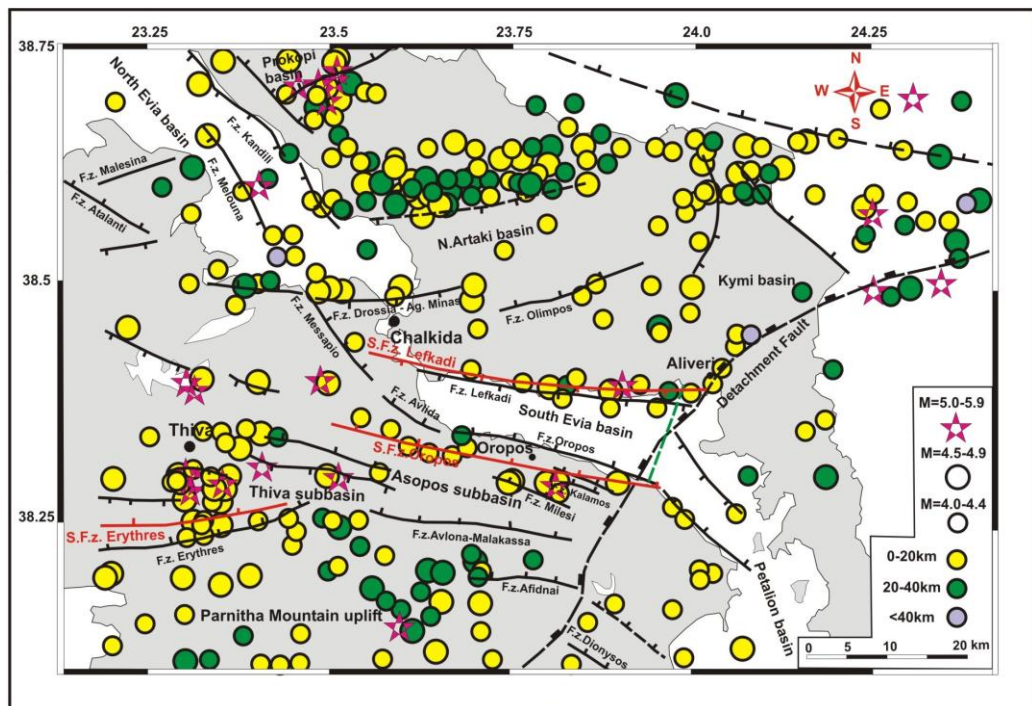 23.25
23.5
23.75
24.0
24.25
38.75
38.5
38.25
N
W
E
S
Prokopi
basin
North Evia basin
F.z. Kandili
F.z. Malesina
F.z. Melouna
F.z. Atalanti
N.Artaki basin
Kymi basin
F.z. Drossia - Ag. Minas
F.z. Olimpos
F.z. Messapio
Chalkida
S.F.z. Lefkadi
Aliveri
Detachment Fault
F.z. Lefkadi
South Evia basin
F.z. Avlida
Thiva
Oropos
F.z.Oropos
S.F.z.Oropos
Asopos subbasin
Kalamos
F.z. Milesi
Thiva subbasin
S.F.z. Erythres
F.z. Erythres
F.z.Avlona-Malakassa
F.z.Afidnai
Parnitha Mountain uplift
F.z.Dionysos
Petalion basin
M=5.0-5.9
M=4.5-4.9
M=4.0-4.4
0-20km
20-40km
<40km
0 10 20 km